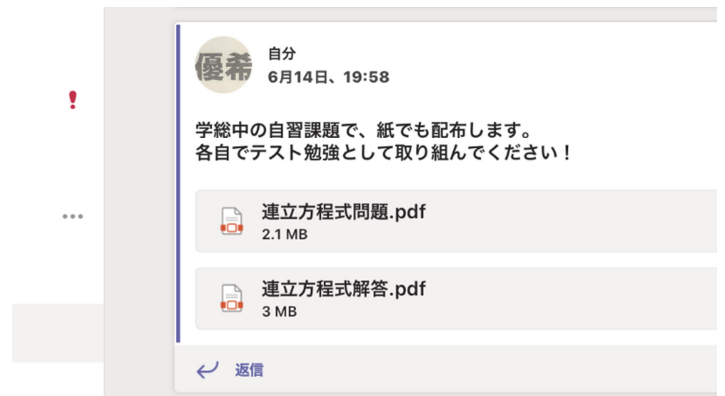 優希
自分
6月14日、19:58
学総中の自習課題で、紙でも配布します。
各自でテスト勉強として取り組んでください！
連立方程式問題.pdf
2.1 MB
連立方程式解答.pdf
3 MB
返信